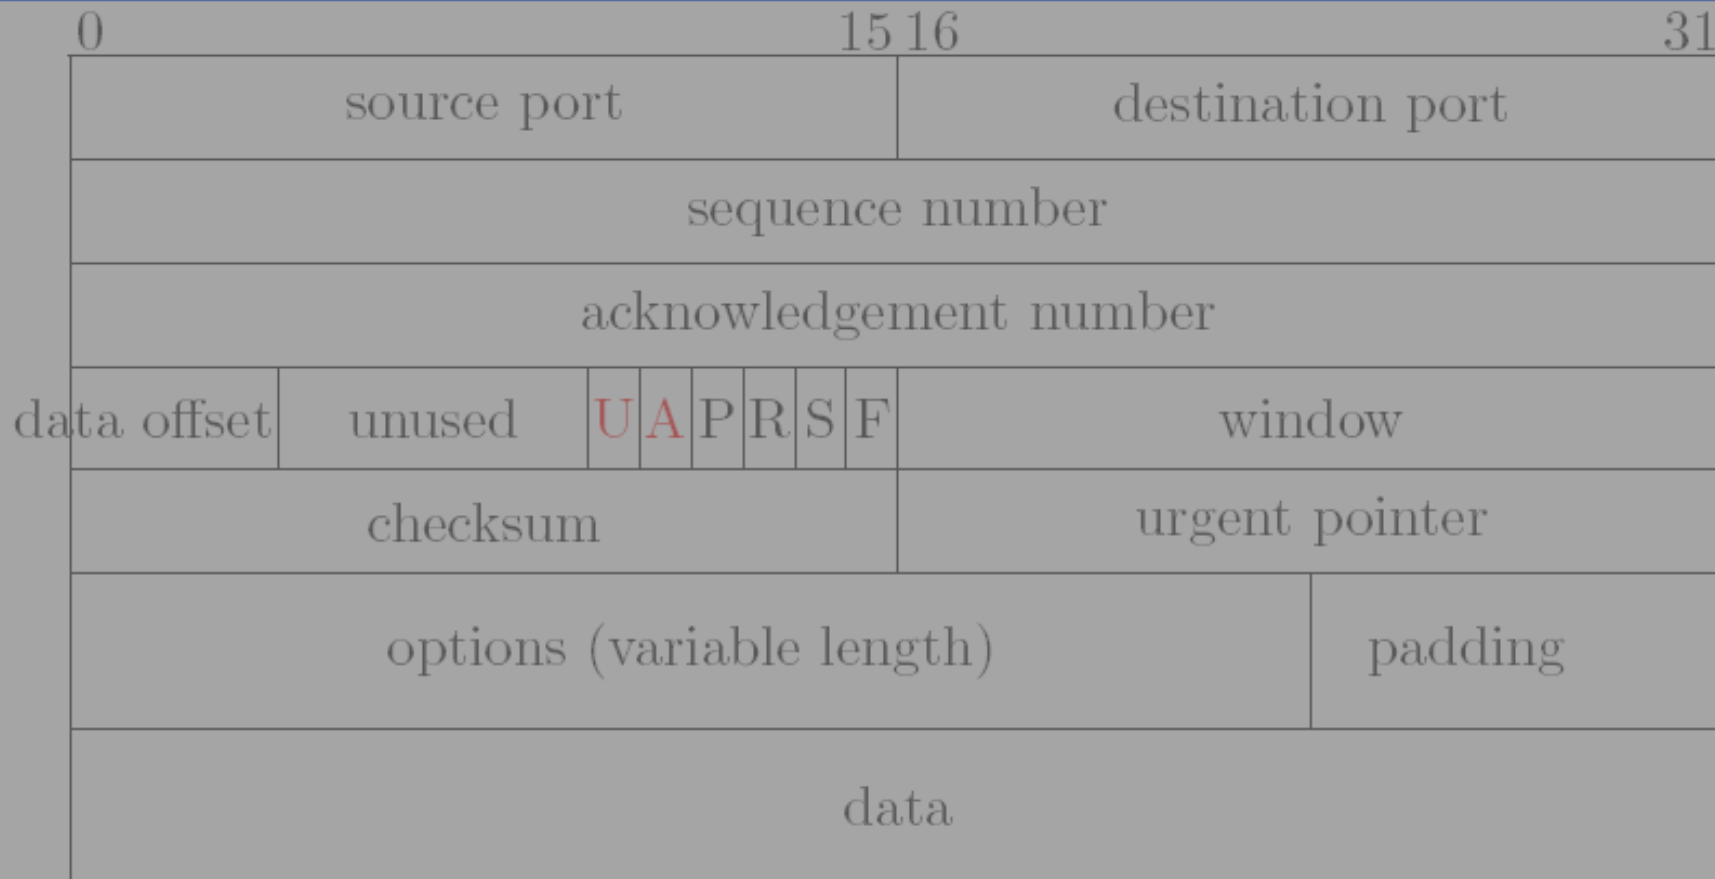 0 15 16 31
source port destination port
sequence number
acknowledgement number
data offset unused U A P R S F window
checksum urgent pointer
options (variable length) padding
data